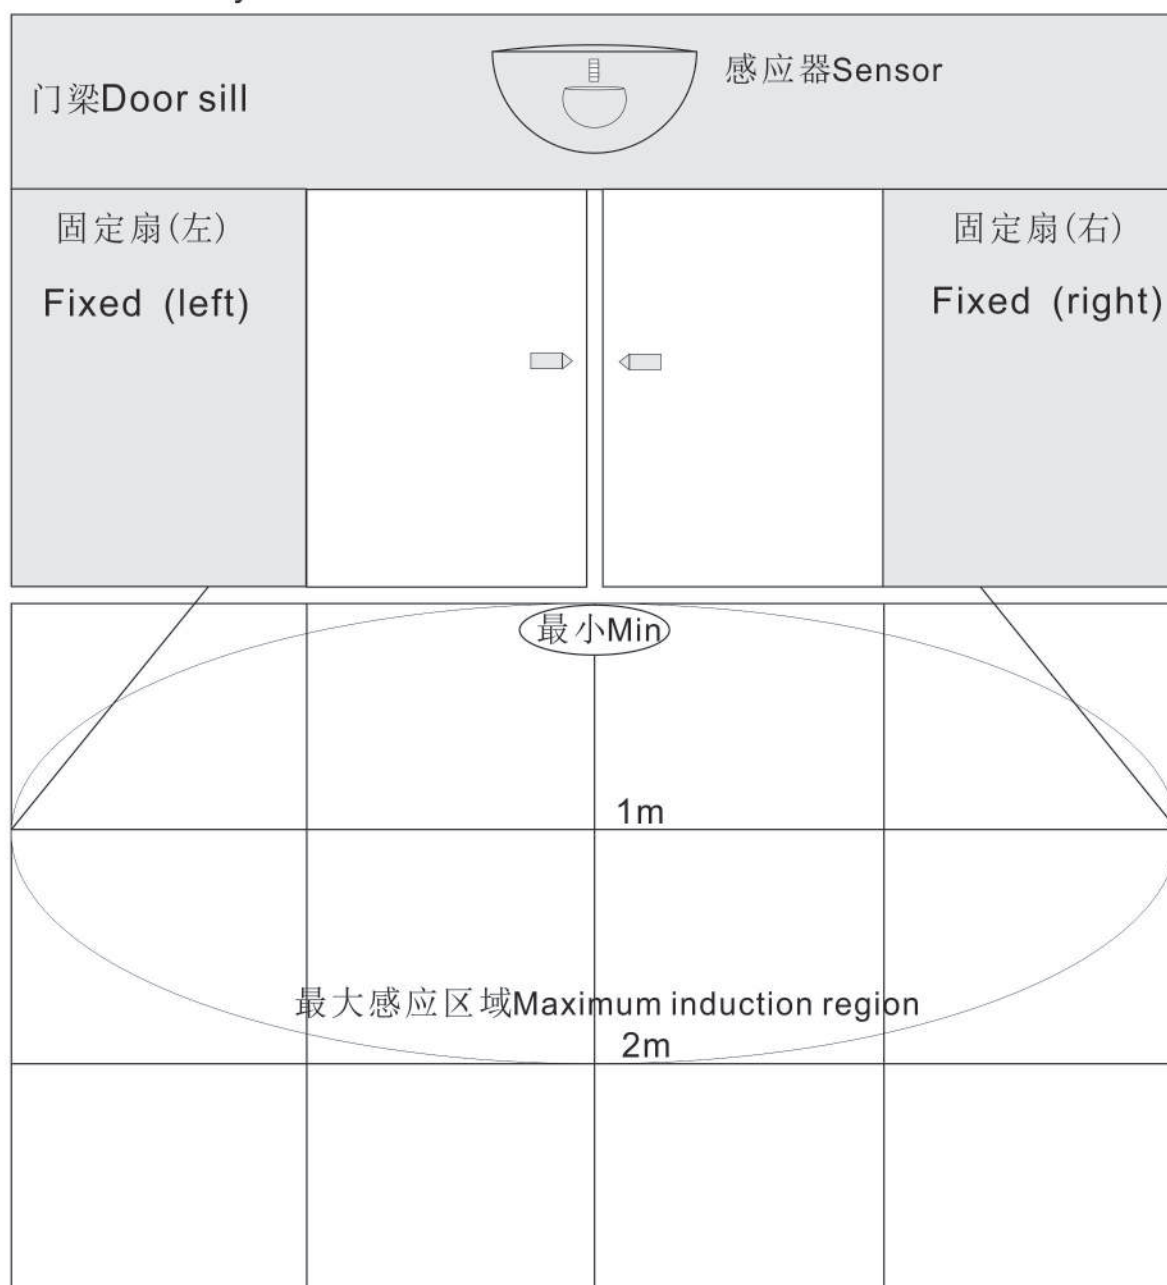 门梁Door sill
感应器Sensor
固定扇(左)
Fixed (left)
固定扇(右)
Fixed (right)
最小Min
1m
最大感应区域Maximum induction region
2m